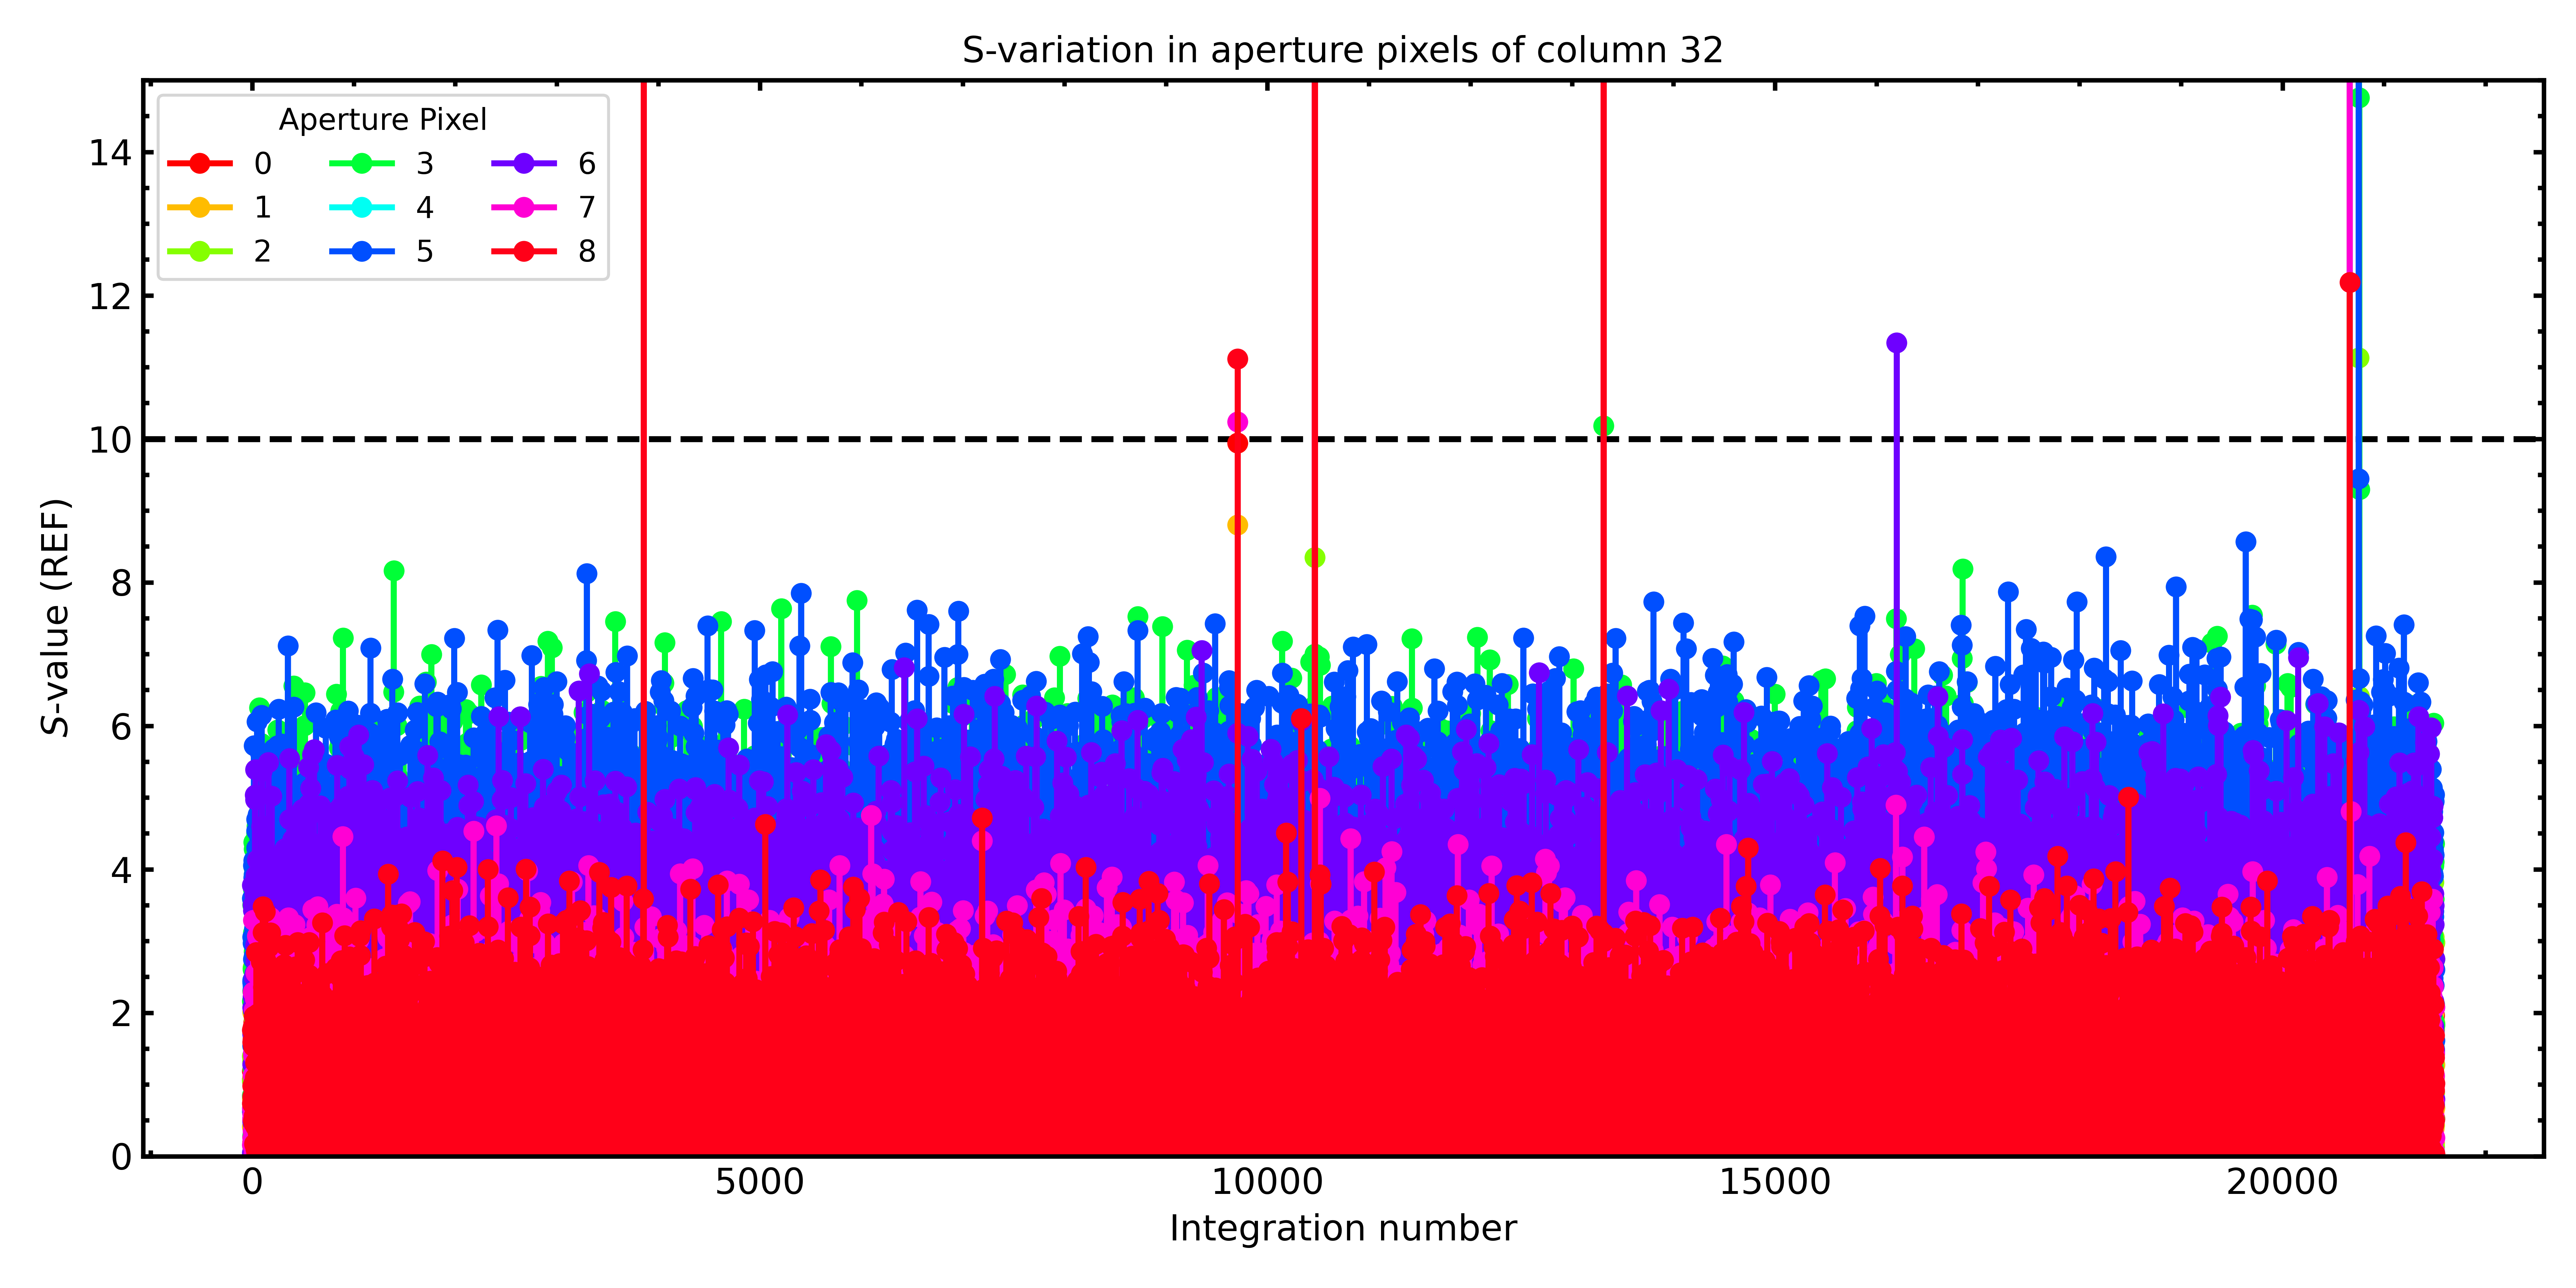 S-variation in aperture pixels of column 32
Aperture Pixel
0 3 6
1 4 7
2 5 8
14
12
10
8
6
4
2
0
S-value (REF)
0 5000 10000 15000 20000
Integration number